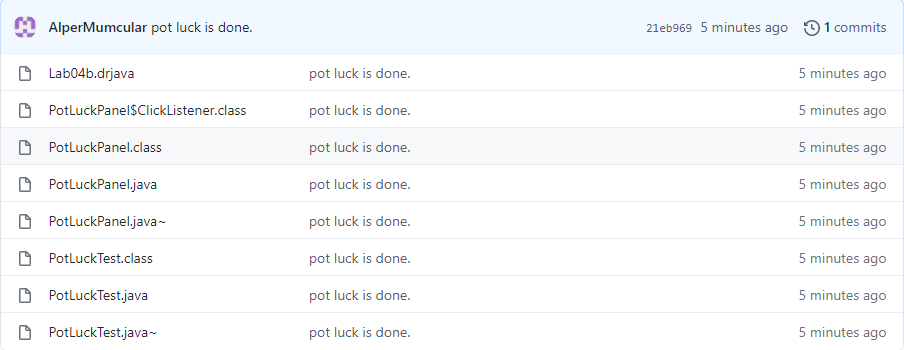 AlperMumcular pot luck is done. 21eb969 5 minutes ago 1 commits
Lab04b.drjava pot luck is done. 5 minutes ago
PotLuckPanel$ClickListener.class pot luck is done. 5 minutes ago
PotLuckPanel.class pot luck is done. 5 minutes ago
PotLuckPanel.java pot luck is done. 5 minutes ago
PotLuckPanel.java~ pot luck is done. 5 minutes ago
PotLuckTest.class pot luck is done. 5 minutes ago
PotLuckTest.java pot luck is done. 5 minutes ago
PotLuckTest.java~ pot luck is done. 5 minutes ago